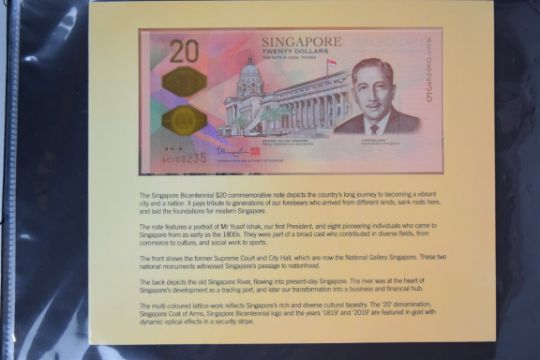 20
SINGAPORE
TWENTY DOLLARS
THIS NOTE IS LEGAL TENDER
AC105235
AC105235
The Singapore Bicentennial $20 commemorative note depicts the country's long journey to becoming a vibrant
city and a nation. It pays tribute to generations of our forebears who arrived from different lands, sank roots here,
and laid the foundations for modern Singapore.
The note features a portrait of Mr Yusof Ishak, our first President, and eight pioneering individuals who came to
Singapore from as early as the 1800s. They were part of a broad cast who contributed in diverse fields, from
commerce to culture, and social work to sports.
The front shows the former Supreme Court and City Hall, which are now the National Gallery Singapore. These two
national monuments witnessed Singapore's passage to nationhood.
The back depicts the old Singapore River, flowing into present-day Singapore. The river was at the heart of
Singapore's development as a trading port, and later our transformation into a business and financial hub.
The multi-coloured lattice-work reflects Singapore's rich and diverse cultural tapestry. The '20' denomination,
Singapore Coat of Arms, Singapore Bicentennial logo and the years '1819' and '2019' are featured in gold with
dynamic optical effects in a security stripe.